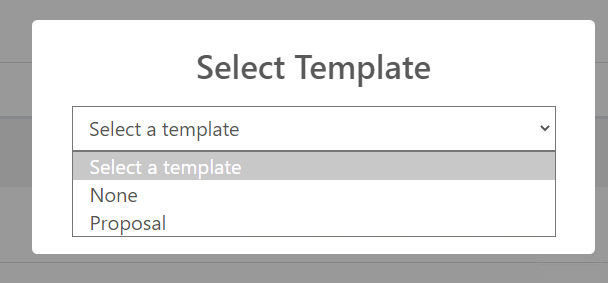 Select Template
Select a template
Select a template
None
Proposal